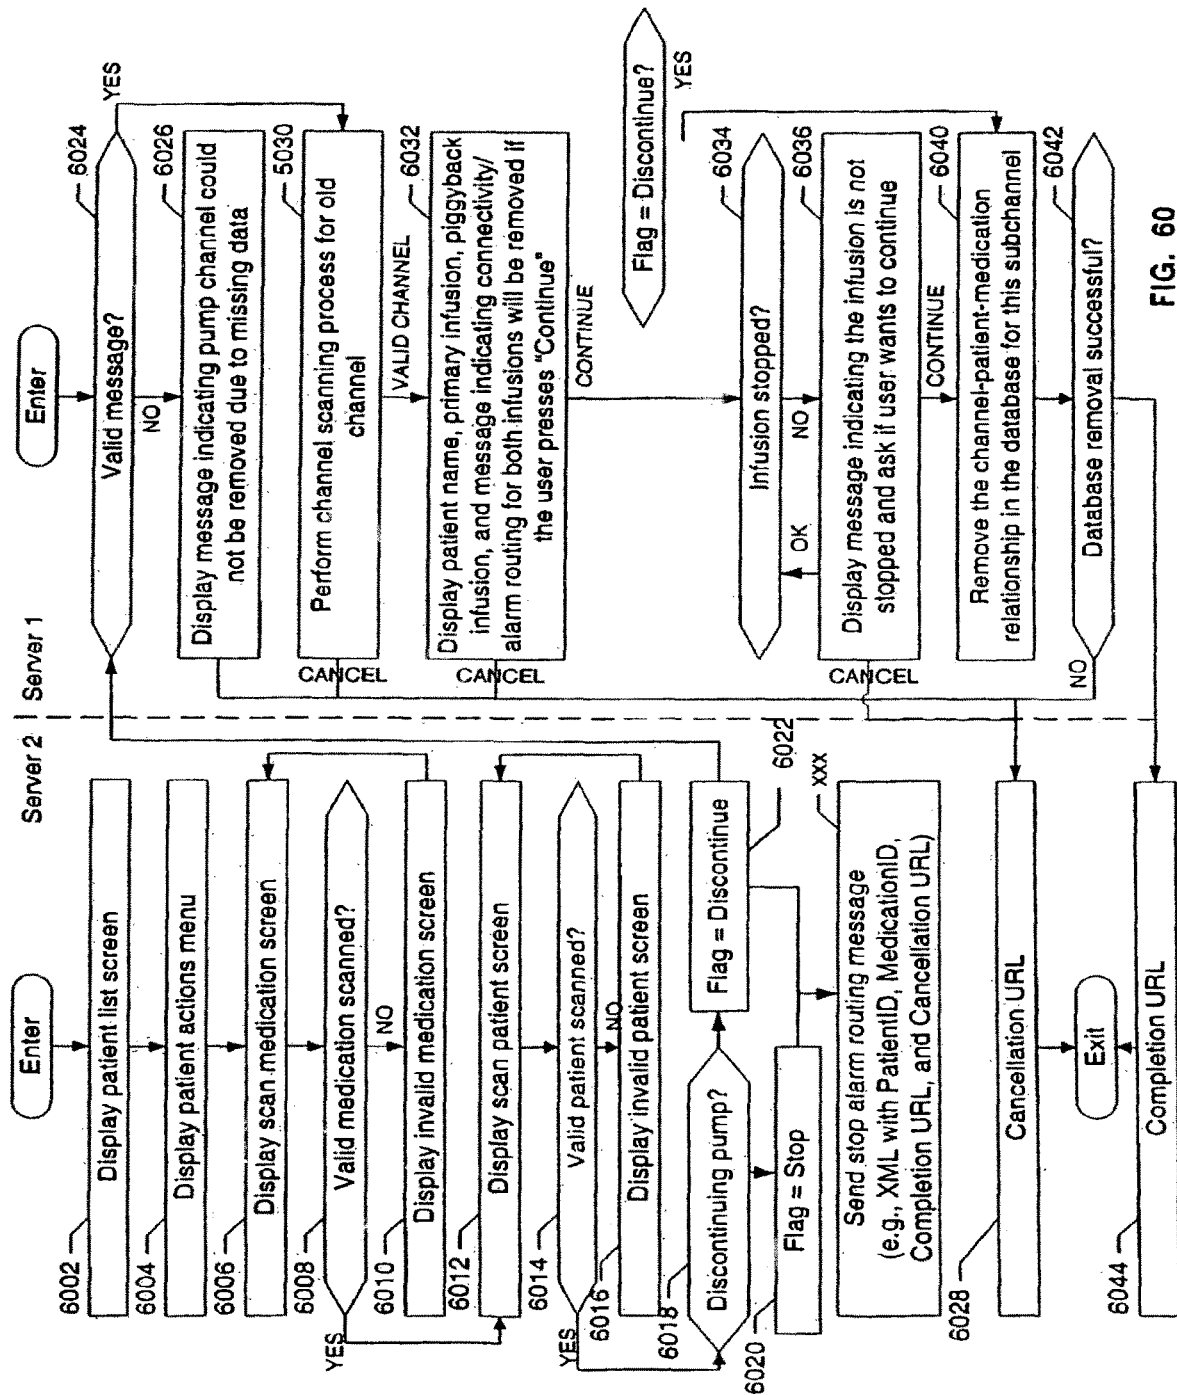 Server 2
Server 1
Enter
6002
Display patient list screen
6004
Display patient actions menu
6006
Display scan medication screen
6008
Valid medication scanned?
YES
NO
6010
Display invalid medication screen
6012
Display scan patient screen
6014
Valid patient scanned?
YES
NO
6016
Display invalid patient screen
6018
Discontinuing pump?
Flag = Discontinue
6022
6020
Flag = Stop
xxx
Send stop alarm routing message
(e.g., XML with PatientID, MedicationID,
Completion URL, and Cancellation URL)
6028
Cancellation URL
Exit
6044
Completion URL
Enter
6024
Valid message?
YES
NO
6026
Display message indicating pump channel could
not be removed due to missing data
5030
Perform channel scanning process for old
channel
CANCEL
VALID CHANNEL
6032
Display patient name, primary infusion, piggyback
infusion, and message indicating connectivity/
alarm routing for both infusions will be removed if
the user presses "Continue"
CANCEL
CONTINUE
Flag = Discontinue?
YES
6034
Infusion stopped?
OK
NO
6036
Display message indicating the infusion is not
stopped and ask if user wants to continue
CANCEL
CONTINUE
6040
Remove the channel-patient-medication
relationship in the database for this subchannel
6042
Database removal successful?
NO
FIG. 60